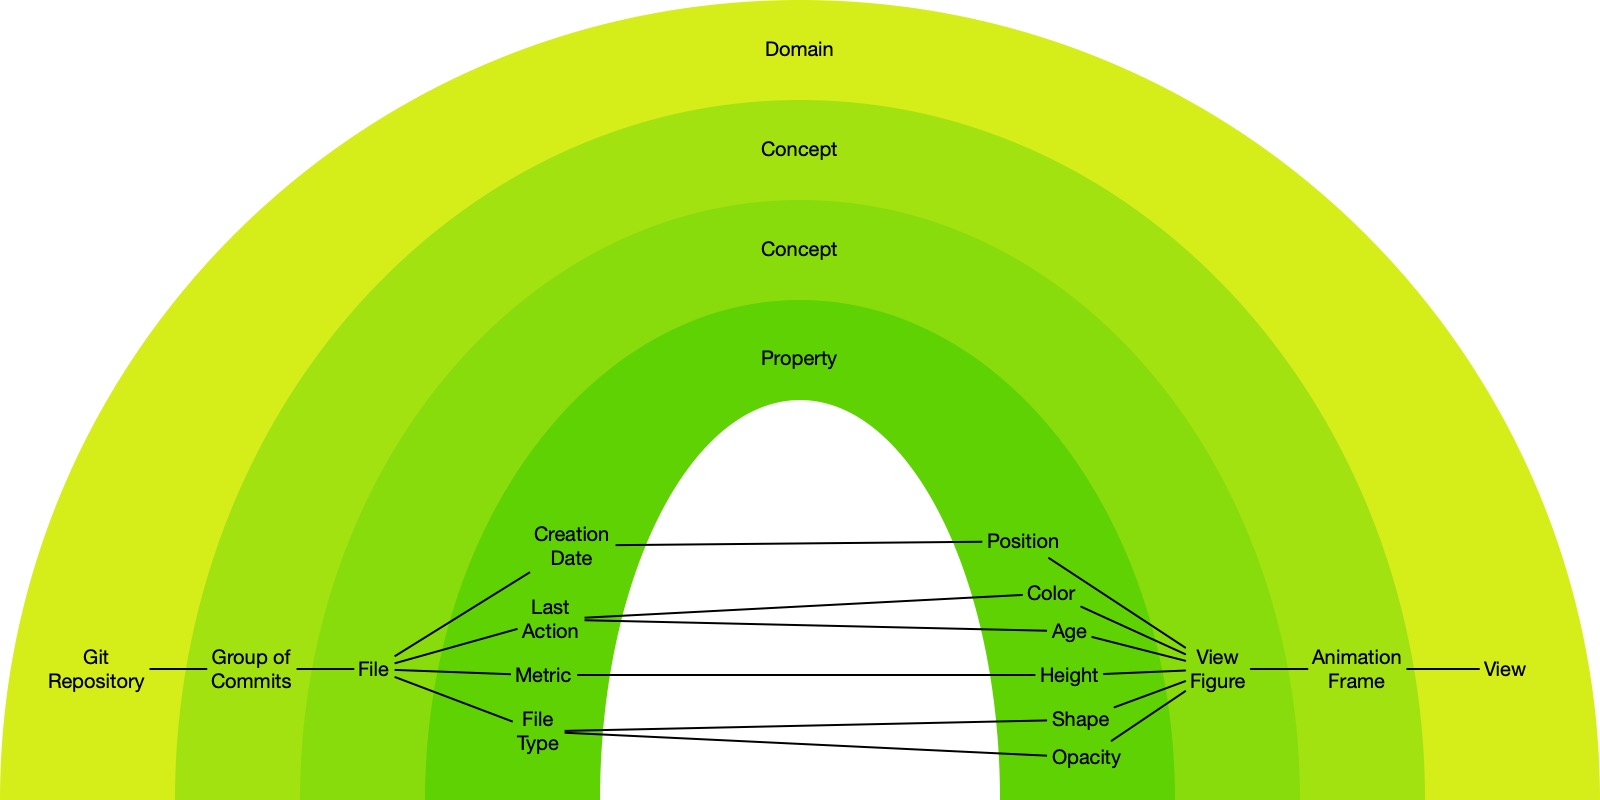 Domain
Concept
Concept
Property
Creation
Date
Position
Last
Action
Color
Age
Git
Repository
Group of
Commits
File
Metric
Height
View
Figure
Animation
Frame
View
File
Type
Shape
Opacity